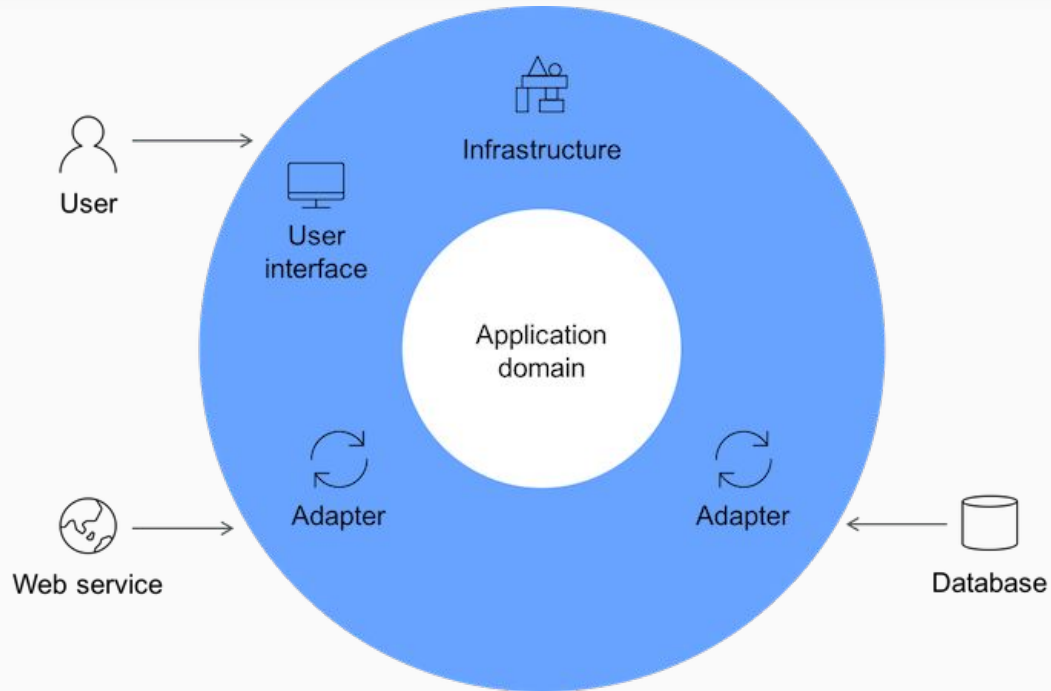 Infrastructure
User
User
interface
Application
domain
Adapter
Adapter
Web service
Database